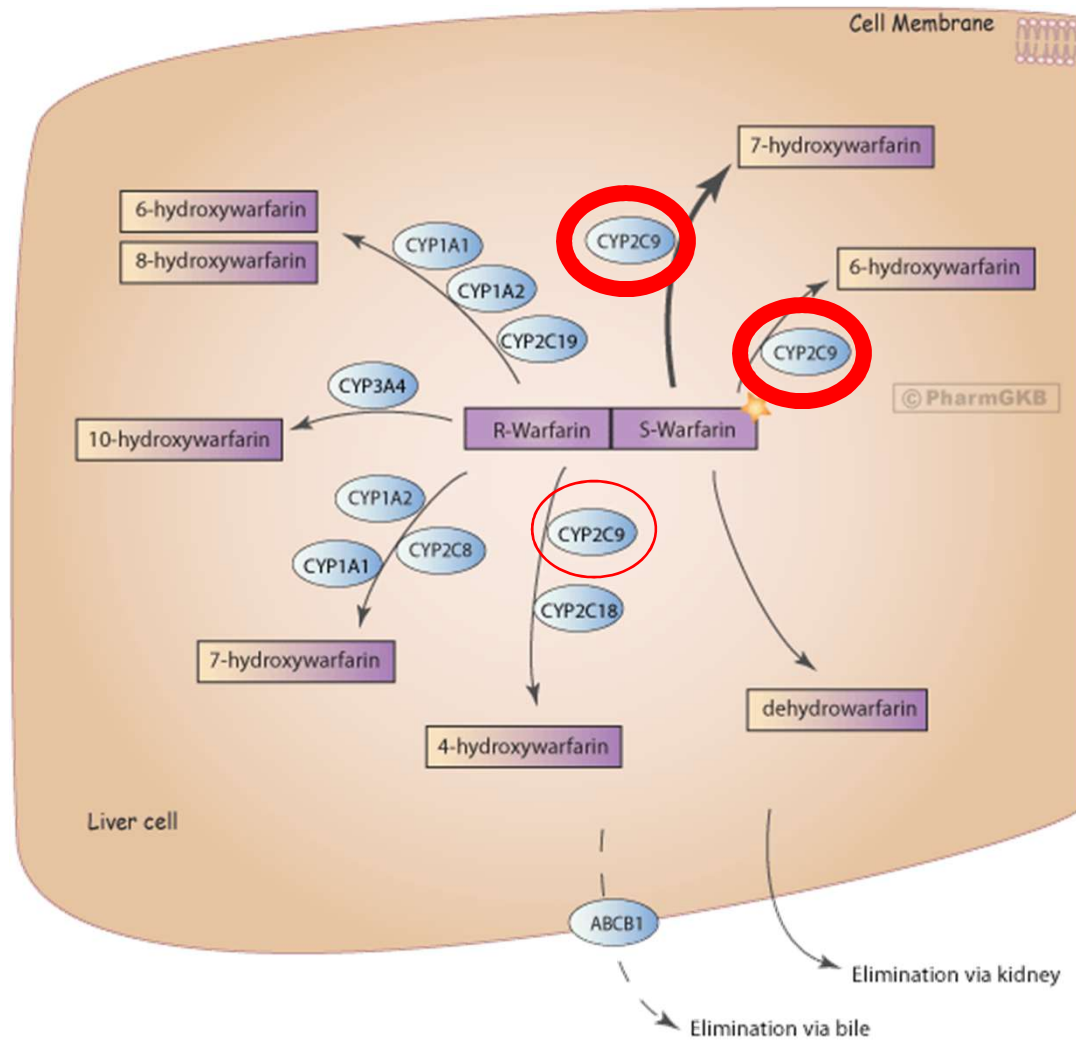 Cell Membrane
7-hydroxywarfarin
6-hydroxywarfarin
8-hydroxywarfarin
CYP1A1
CYP1A2
CYP2C19
CYP2C9
6-hydroxywarfarin
CYP2C9
CYP3A4
© PharmGKB
10-hydroxywarfarin
R-Warfarin
S-Warfarin
CYP1A2
CYP1A1
CYP2C8
CYP2C9
CYP2C18
7-hydroxywarfarin
4-hydroxywarfarin
dehydrowarfarin
Liver cell
ABCB1
Elimination via kidney
Elimination via bile